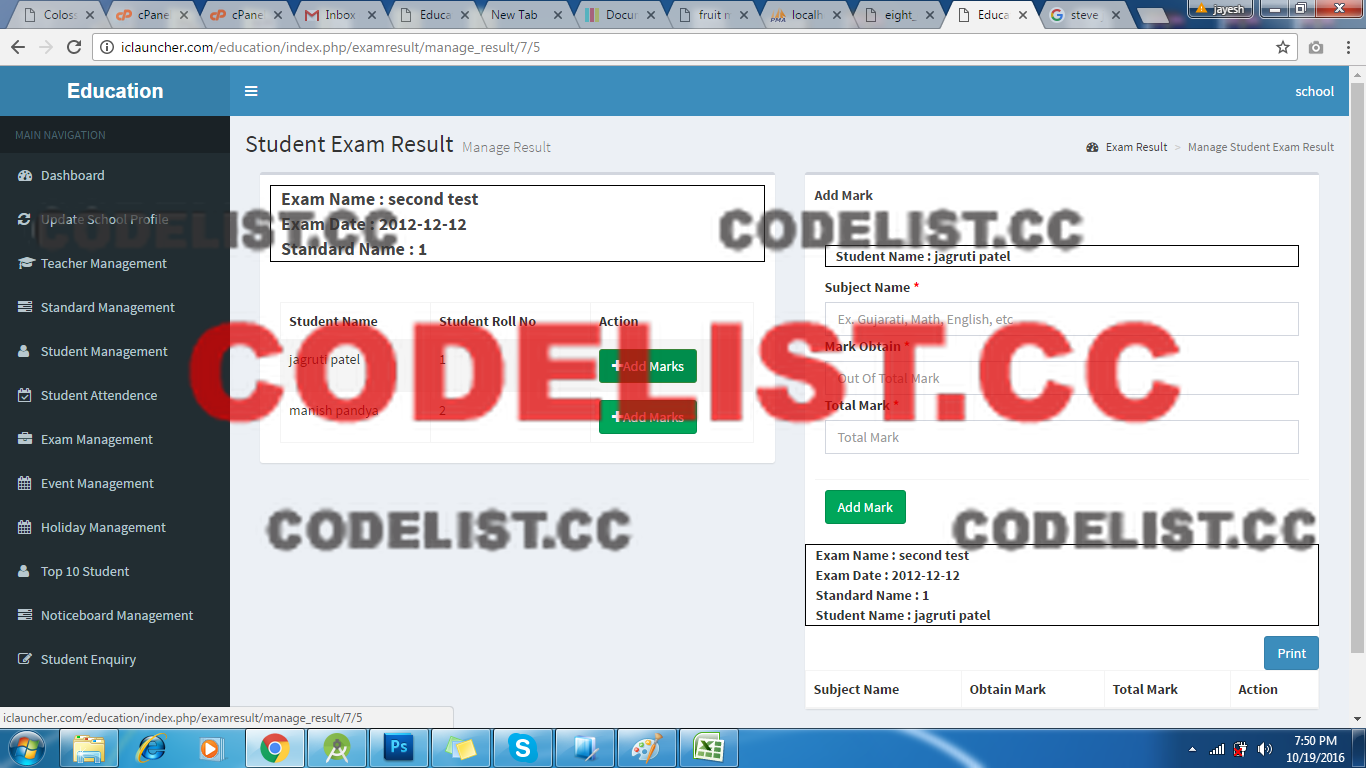 Colos
cPane
cPane
Inbox
Educa
New Tab
Docur
fruit n
localh
eight_
Educa
steve
jayesh
iclauncher.com/education/index.php/examresult/manage_result/7/5
Education
school
MAIN NAVIGATION
Dashboard
Update School Profile
Teacher Management
Standard Management
Student Management
Student Attendence
Exam Management
Event Management
Holiday Management
Top 10 Student
Noticeboard Management
Student Enquiry
Student Exam Result Manage Result
Exam Result > Manage Student Exam Result
Exam Name : second test
Exam Date : 2012-12-12
Standard Name : 1
Student Name Student Roll No Action
jagruti patel 1 Add Marks
manish pandya 2 Add Marks
Add Mark
Student Name : jagruti patel
Subject Name *
Ex. Gujarati, Math, English, etc
Mark Obtain *
Out Of Total Mark
Total Mark *
Total Mark
Add Mark
Exam Name : second test
Exam Date : 2012-12-12
Standard Name : 1
Student Name : jagruti patel
Print
Subject Name Obtain Mark Total Mark Action
CODELIST.CC
CODELIST.CC
CODELIST.CC
CODELIST.CC
CODELIST.CC
iclauncher.com/education/index.php/examresult/manage_result/7/5
Ps
7:50 PM
10/19/2016